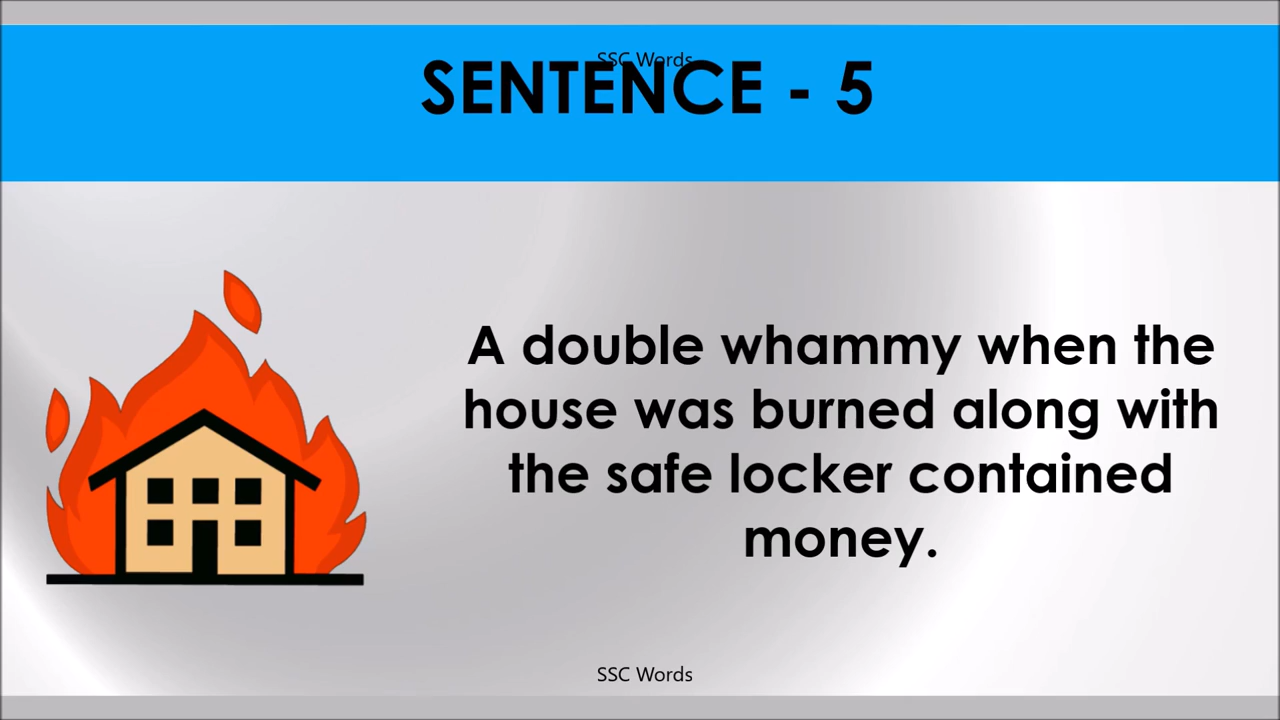 SSC Words
SENTENCE - 5
A double whammy when the
house was burned along with
the safe locker contained
money.
SSC Words